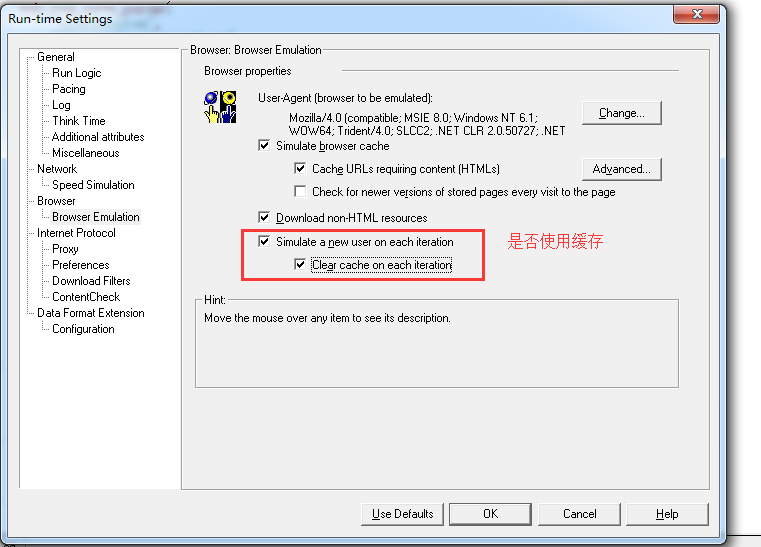 Run-time Settings
General
Run Logic
Pacing
Log
Think Time
Additional attributes
Miscellaneous
Network
Speed Simulation
Browser
Browser Emulation
Internet Protocol
Proxy
Preferences
Download Filters
ContentCheck
Data Format Extension
Configuration
Browser: Browser Emulation
Browser properties
User-Agent (browser to be emulated):
Mozilla/4.0 (compatible; MSIE 8.0; Windows NT 6.1;
WOW64; Trident/4.0; SLCC2; .NET CLR 2.0.50727; .NET
Change...
Simulate browser cache
Cache URLs requiring content (HTMLs)
Advanced...
Check for newer versions of stored pages every visit to the page
Download non-HTML resources
Simulate a new user on each iteration
Clear cache on each iteration
是否使用缓存
Hint:
Move the mouse over any item to see its description.
Use Defaults
OK
Cancel
Help